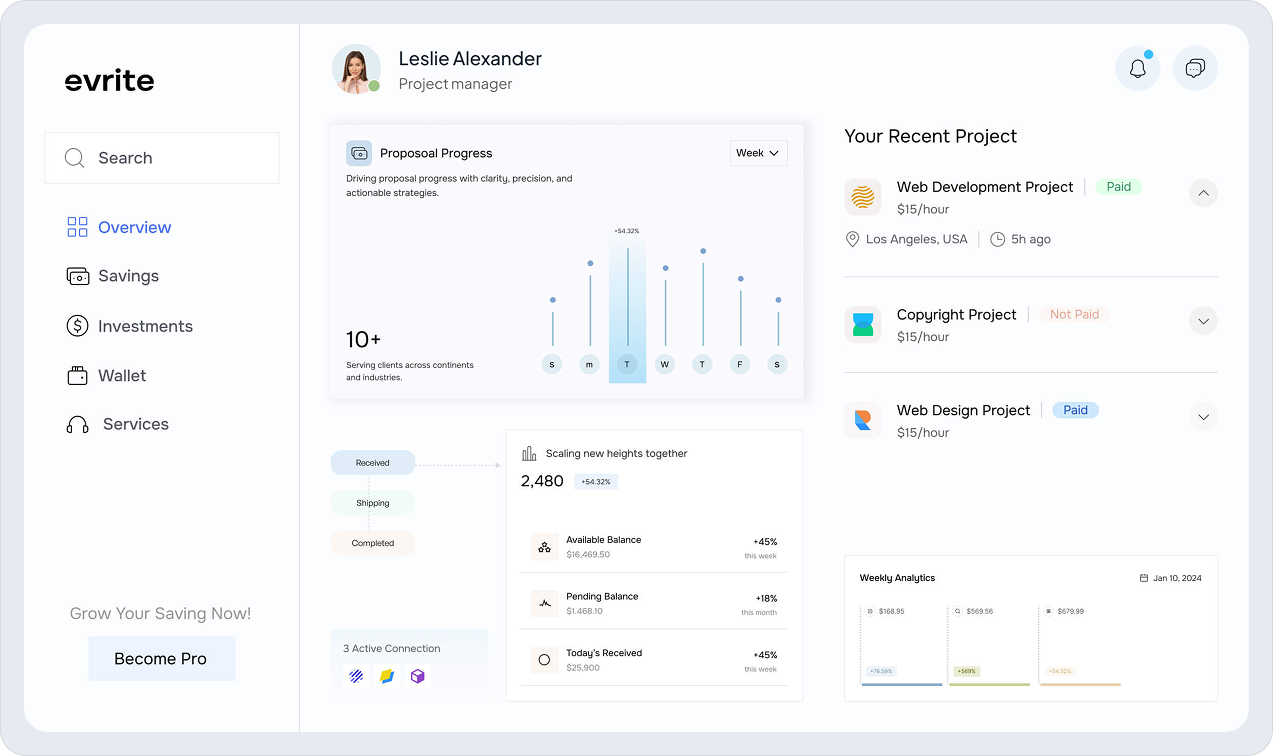 evrite
Search
Overview
Savings
Investments
Wallet
Services
Grow Your Saving Now!
Become Pro
Leslie Alexander
Project manager
Proposoal Progress
Week
Driving proposal progress with clarity, precision, and
actionable strategies.
+54.32%
10+
Serving clients across continents
and industries.
S m T W T F S
Received
Shipping
Completed
3 Active Connection
Scaling new heights together
2,480 +54.32%
Available Balance
$16,469.50
+45%
this week
Pending Balance
$1.468.10
+18%
this month
Today's Received
$25,900
+45%
this week
Your Recent Project
Web Development Project Paid
$15/hour
Los Angeles, USA 5h ago
Copyright Project Not Paid
$15/hour
Web Design Project Paid
$15/hour
Weekly Analytics Jan 10, 2024
$168.95 $569.56 $679.99
+76.59% +569% +54.32%